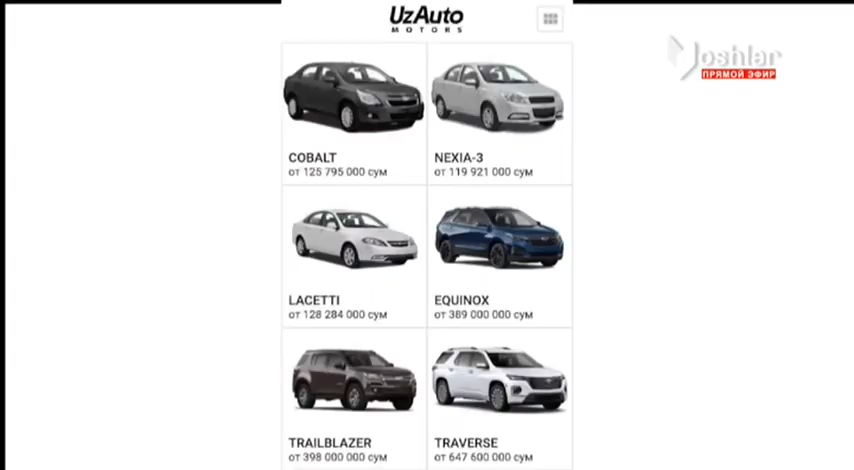 UzAuto
MOTORS
Joshlar
ПРЯМОЙ ЭФИР
COBALT
от 125 795 000 сум
NEXIA-3
от 119 921 000 сум
LACETTI
от 128 284 000 сум
EQUINOX
от 389 000 000 сум
TRAILBLAZER
от 398 000 000 сум
TRAVERSE
от 647 600 000 сум